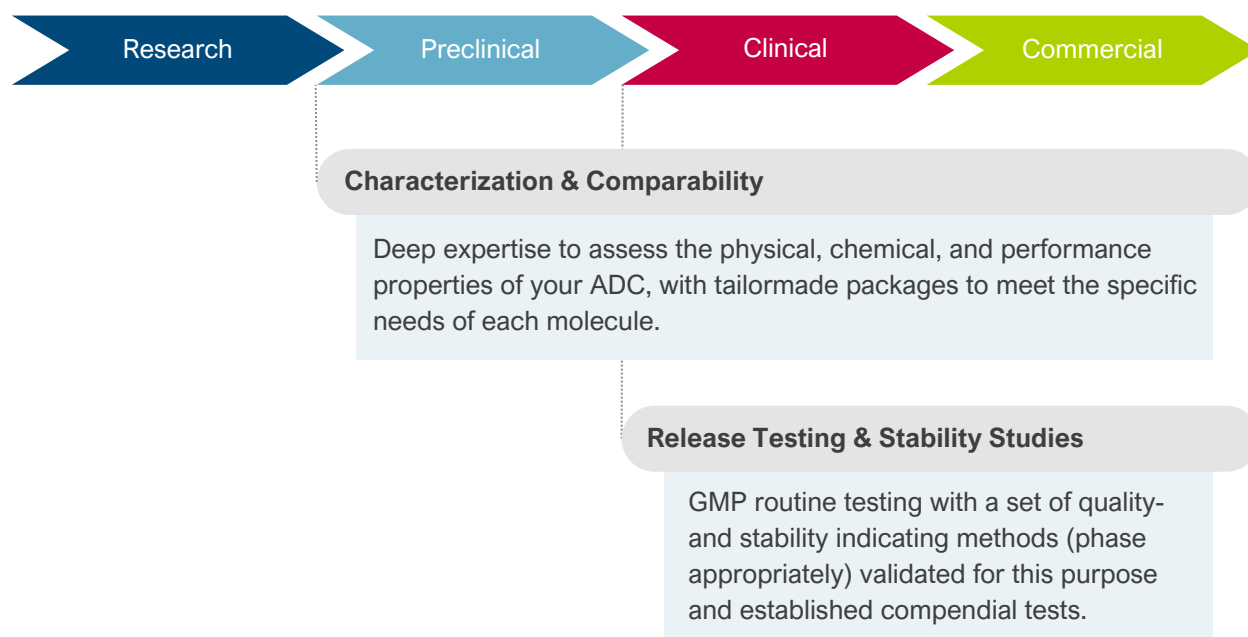 Research
Preclinical
Clinical
Commercial
Characterization & Comparability
Deep expertise to assess the physical, chemical, and performance
properties of your ADC, with tailormade packages to meet the specific
needs of each molecule.
Release Testing & Stability Studies
GMP routine testing with a set of quality-
and stability indicating methods (phase
appropriately) validated for this purpose
and established compendial tests.